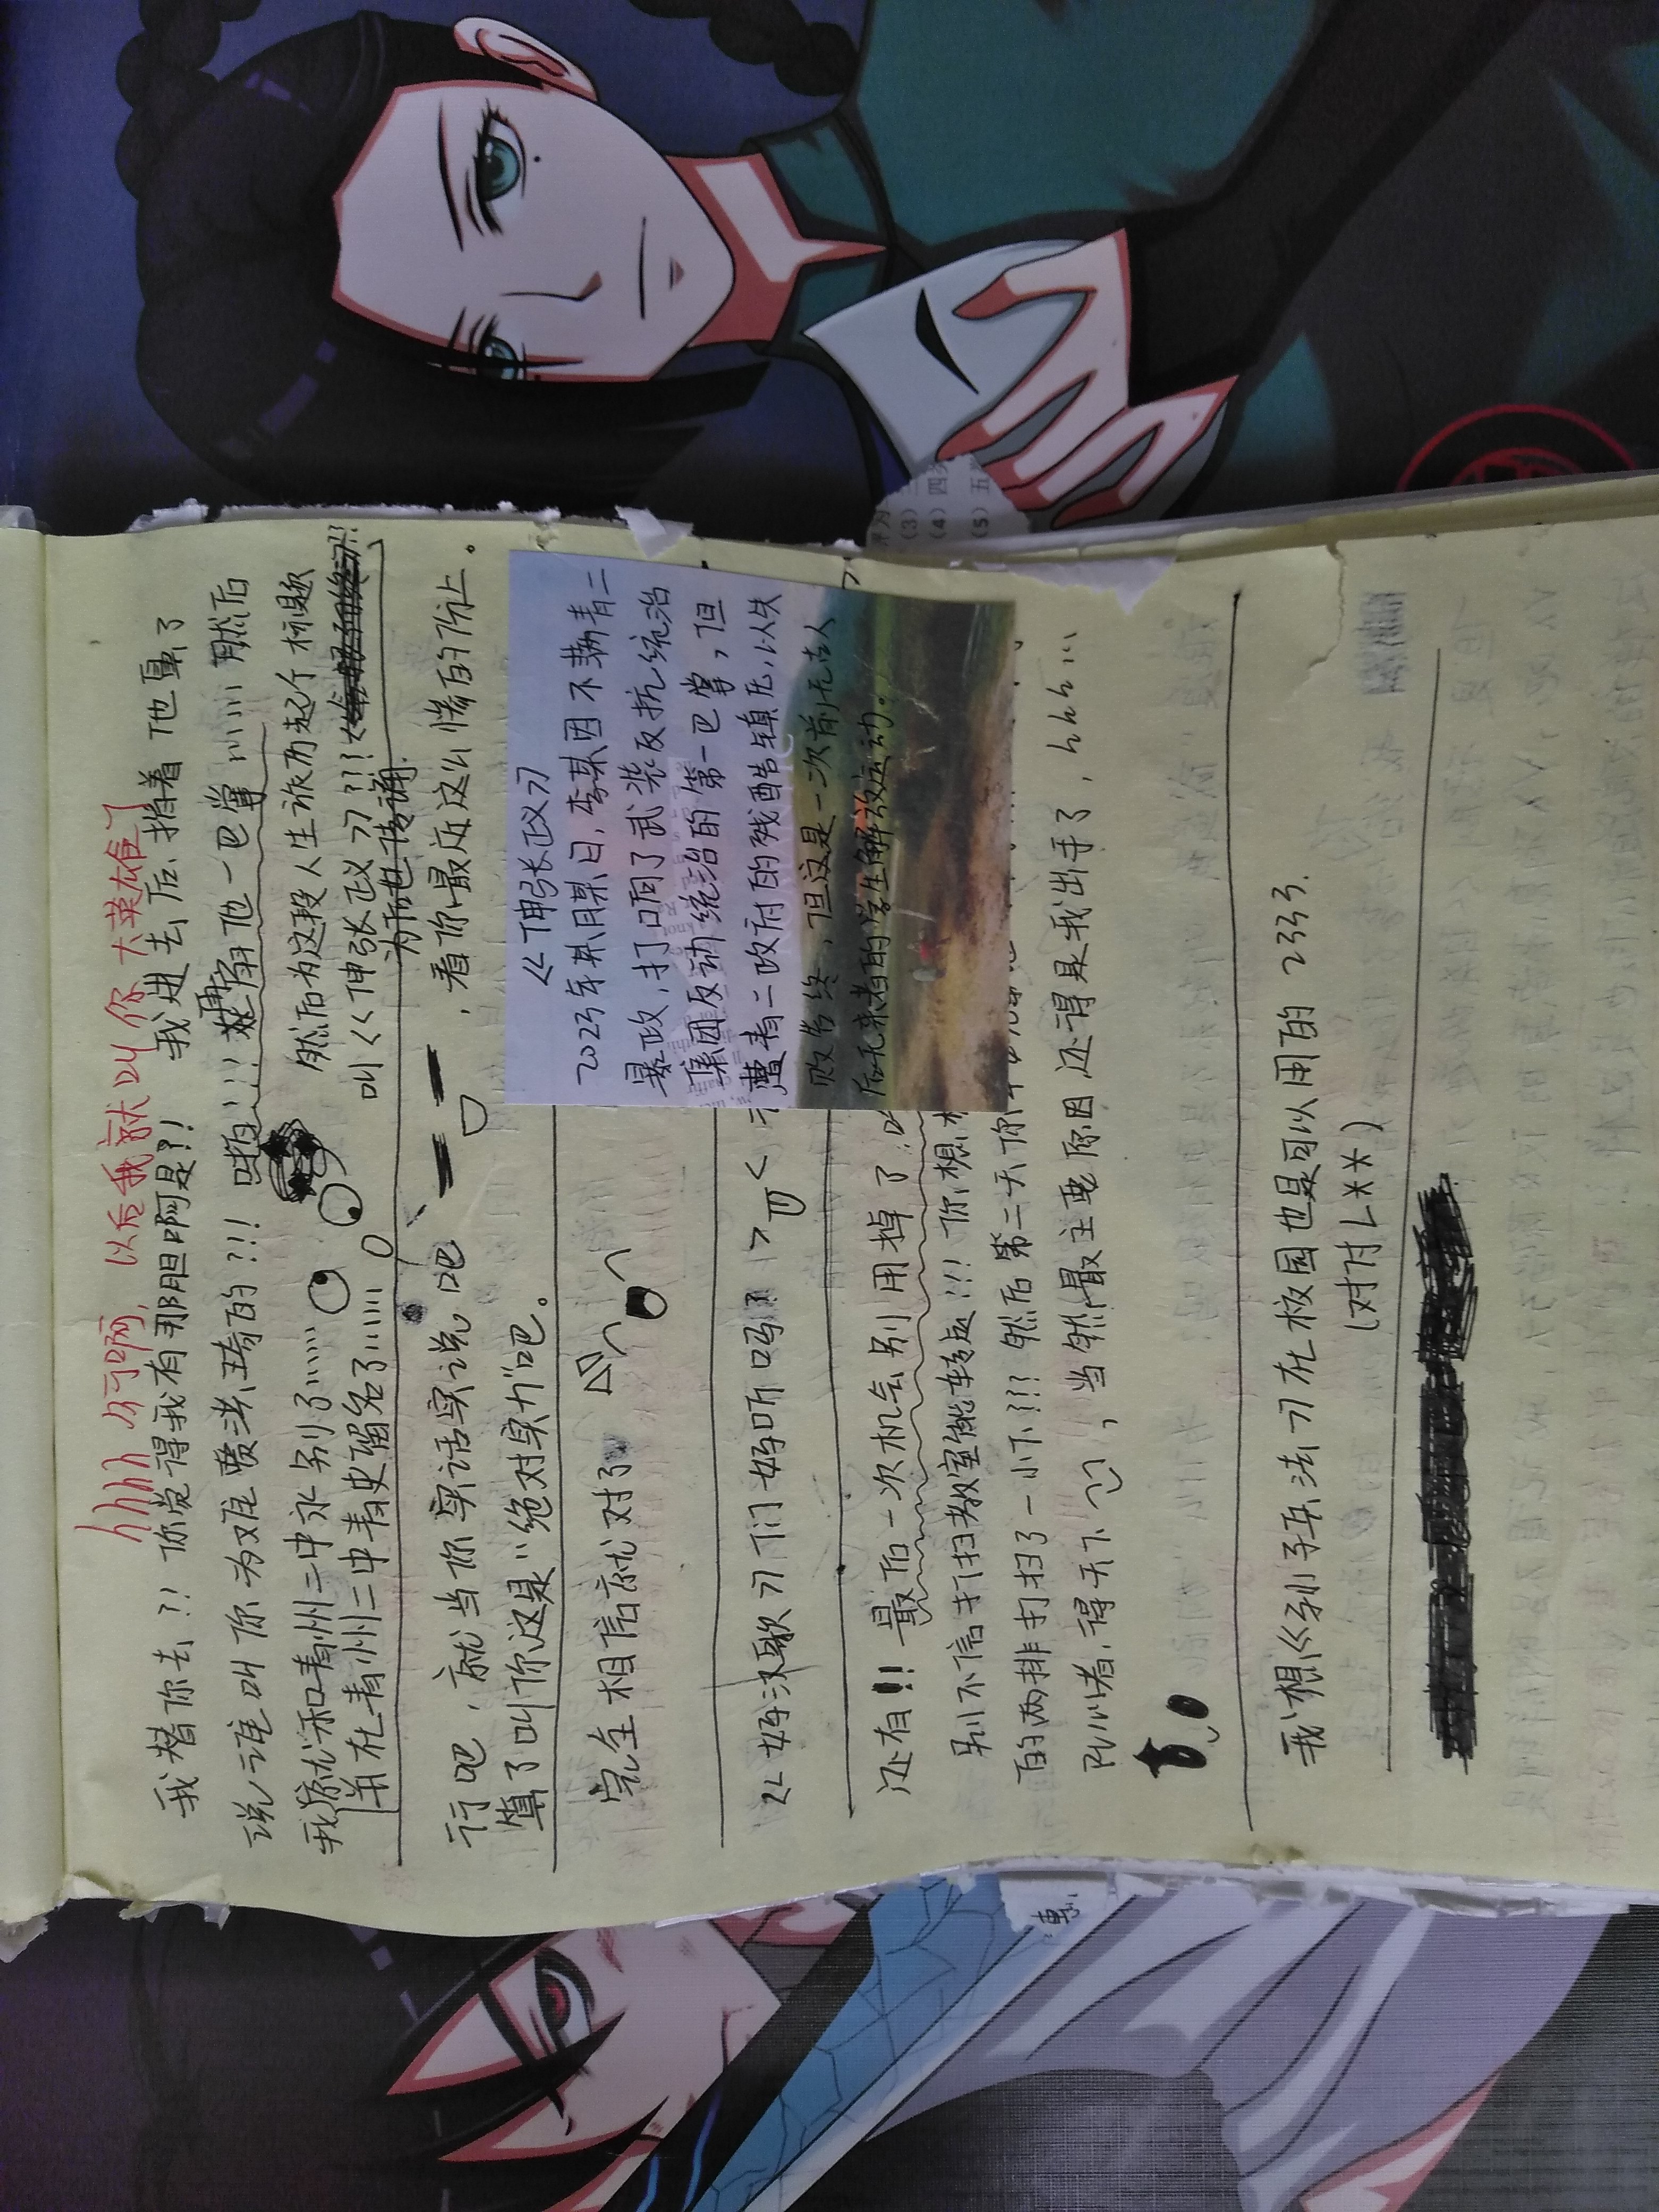 hhhh 行啊，以后我就叫你大英雄了
我替你去?! 你觉得我有那胆啊是?! 我进去后，指着他鼻子
说谁叫你为难费洪琦的?!! 啪!!! 再扇他一巴掌…… 然后
我就和青州二中永别了……
并在青州二中青史留名了……
然后为这段人生经历起个标题
叫《伸张正义》???
为后世传诵.
行吧，就当你实话实说吧，看你最近这么惨的份上。
算了叫你这是“绝对实力”吧。
完全相信就对了
《好汉歌》们好听吗?
还有!! 最后一次机会别用掉了
别不信打扫教室能转运!!! 你想
的两排打扫了一小下??? 然后第二天你
得天下，当然最主要原因还得是我出手了，hhh…
我想《孙子兵法》在校园也是可以用的 2333.
(对付L**)
《伸张正义》
2023年某月某日，李某因不满青二
暴政，打响了武装反抗统治
集团反动统治的第一巴掌，但
遭青二政府的残酷镇压，以失
败告终，但这是一次前无古人
后无来者的学生解放运动。
惠
(3) 三
(4) 四
(5) 五